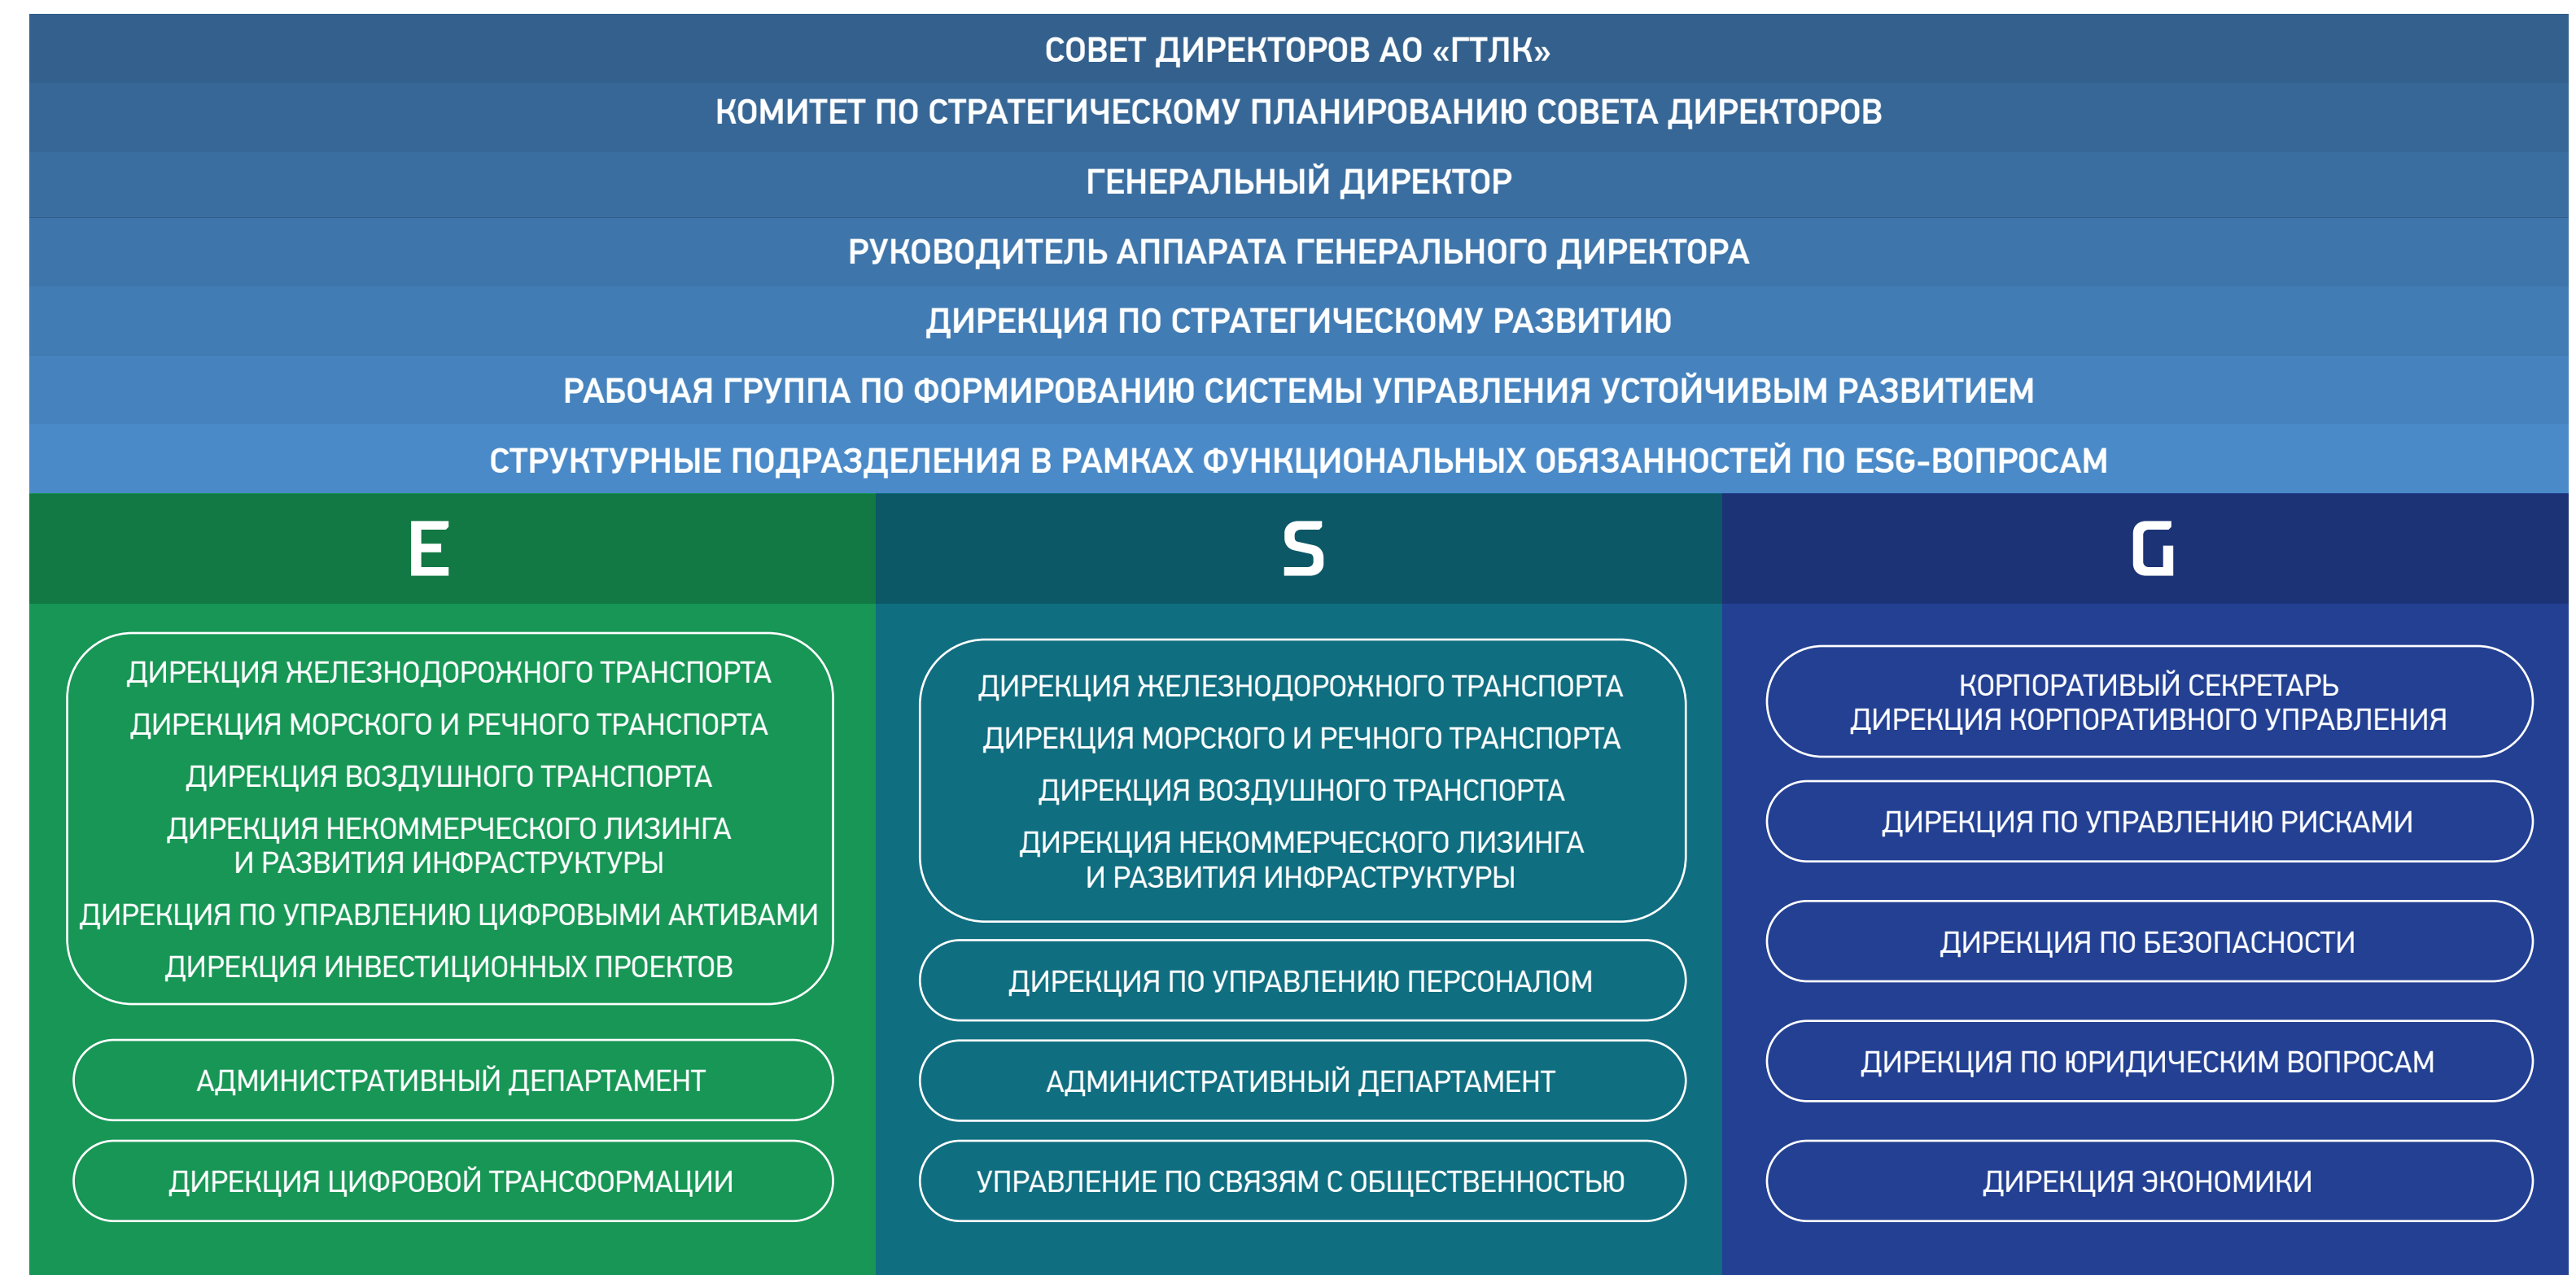 СОВЕТ ДИРЕКТОРОВ АО «ГТЛК»
КОМИТЕТ ПО СТРАТЕГИЧЕСКОМУ ПЛАНИРОВАНИЮ СОВЕТА ДИРЕКТОРОВ
ГЕНЕРАЛЬНЫЙ ДИРЕКТОР
РУКОВОДИТЕЛЬ АППАРАТА ГЕНЕРАЛЬНОГО ДИРЕКТОРА
ДИРЕКЦИЯ ПО СТРАТЕГИЧЕСКОМУ РАЗВИТИЮ
РАБОЧАЯ ГРУППА ПО ФОРМИРОВАНИЮ СИСТЕМЫ УПРАВЛЕНИЯ УСТОЙЧИВЫМ РАЗВИТИЕМ
СТРУКТУРНЫЕ ПОДРАЗДЕЛЕНИЯ В РАМКАХ ФУНКЦИОНАЛЬНЫХ ОБЯЗАННОСТЕЙ ПО ESG-ВОПРОСАМ
E
ДИРЕКЦИЯ ЖЕЛЕЗНОДОРОЖНОГО ТРАНСПОРТА
ДИРЕКЦИЯ МОРСКОГО И РЕЧНОГО ТРАНСПОРТА
ДИРЕКЦИЯ ВОЗДУШНОГО ТРАНСПОРТА
ДИРЕКЦИЯ НЕКОММЕРЧЕСКОГО ЛИЗИНГА
И РАЗВИТИЯ ИНФРАСТРУКТУРЫ
ДИРЕКЦИЯ ПО УПРАВЛЕНИЮ ЦИФРОВЫМИ АКТИВАМИ
ДИРЕКЦИЯ ИНВЕСТИЦИОННЫХ ПРОЕКТОВ
АДМИНИСТРАТИВНЫЙ ДЕПАРТАМЕНТ
ДИРЕКЦИЯ ЦИФРОВОЙ ТРАНСФОРМАЦИИ
S
ДИРЕКЦИЯ ЖЕЛЕЗНОДОРОЖНОГО ТРАНСПОРТА
ДИРЕКЦИЯ МОРСКОГО И РЕЧНОГО ТРАНСПОРТА
ДИРЕКЦИЯ ВОЗДУШНОГО ТРАНСПОРТА
ДИРЕКЦИЯ НЕКОММЕРЧЕСКОГО ЛИЗИНГА
И РАЗВИТИЯ ИНФРАСТРУКТУРЫ
ДИРЕКЦИЯ ПО УПРАВЛЕНИЮ ПЕРСОНАЛОМ
АДМИНИСТРАТИВНЫЙ ДЕПАРТАМЕНТ
УПРАВЛЕНИЕ ПО СВЯЗЯМ С ОБЩЕСТВЕННОСТЬЮ
G
КОРПОРАТИВЫЙ СЕКРЕТАРЬ
ДИРЕКЦИЯ КОРПОРАТИВНОГО УПРАВЛЕНИЯ
ДИРЕКЦИЯ ПО УПРАВЛЕНИЮ РИСКАМИ
ДИРЕКЦИЯ ПО БЕЗОПАСНОСТИ
ДИРЕКЦИЯ ПО ЮРИДИЧЕСКИМ ВОПРОСАМ
ДИРЕКЦИЯ ЭКОНОМИКИ